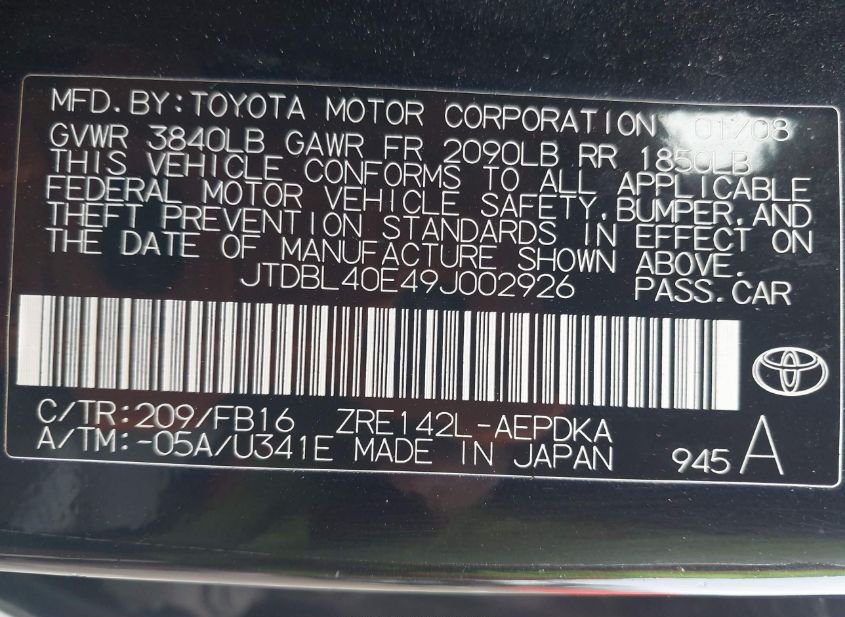 MFD.BY:TOYOTA MOTOR CORPORATION 01/08
GVWR 3840LB GAWR FR 2090LB RR 1850LB
THIS VEHICLE CONFORMS TO ALL APPLICABLE
FEDERAL MOTOR VEHICLE SAFETY,BUMPER,AND
THEFT PREVENTION STANDARDS IN EFFECT ON
THE DATE OF MANUFACTURE SHOWN ABOVE.
JTDBL40E49J002926 PASS.CAR
C/TR:209/FB16 ZRE142L-AEPDKA
A/TM:-05A/U341E MADE IN JAPAN 945 A